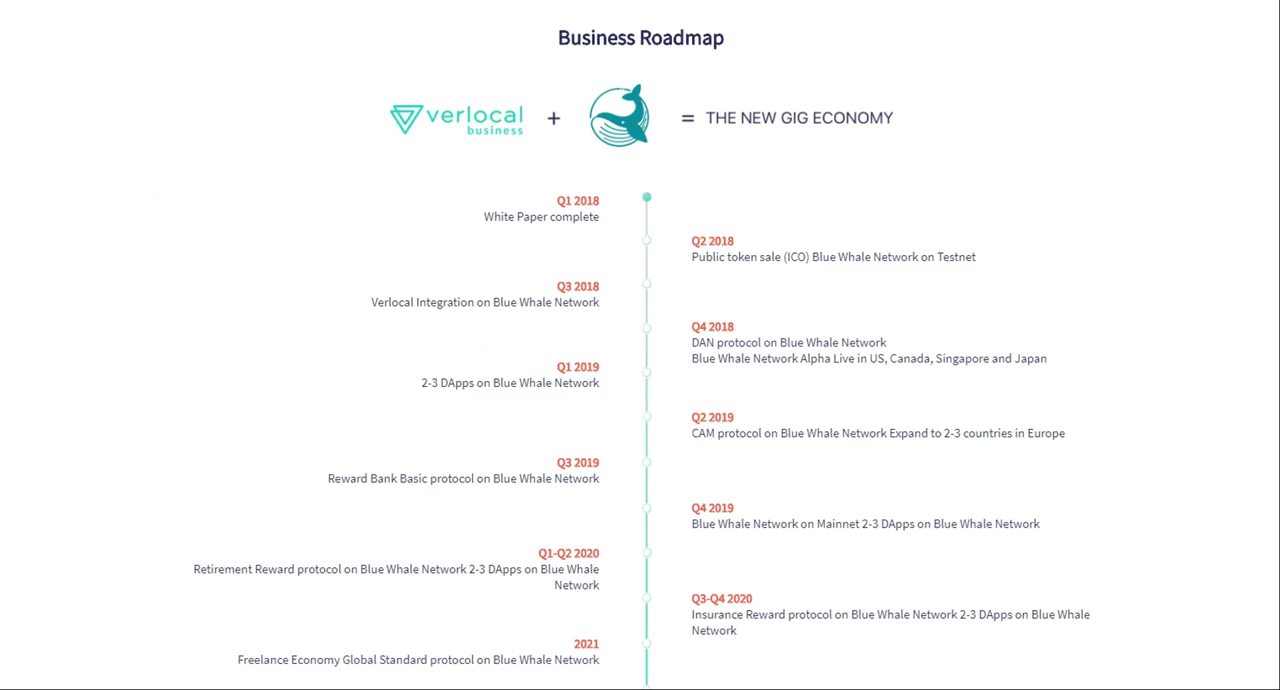 Business Roadmap
verlocal
business
+
= THE NEW GIG ECONOMY
Q1 2018
White Paper complete
Q2 2018
Public token sale (ICO) Blue Whale Network on Testnet
Q3 2018
Verlocal Integration on Blue Whale Network
Q4 2018
DAN protocol on Blue Whale Network
Blue Whale Network Alpha Live in US, Canada, Singapore and Japan
Q1 2019
2-3 DApps on Blue Whale Network
Q2 2019
CAM protocol on Blue Whale Network Expand to 2-3 countries in Europe
Q3 2019
Reward Bank Basic protocol on Blue Whale Network
Q4 2019
Blue Whale Network on Mainnet 2-3 DApps on Blue Whale Network
Q1-Q2 2020
Retirement Reward protocol on Blue Whale Network 2-3 DApps on Blue Whale
Network
Q3-Q4 2020
Insurance Reward protocol on Blue Whale Network 2-3 DApps on Blue Whale
Network
2021
Freelance Economy Global Standard protocol on Blue Whale Network